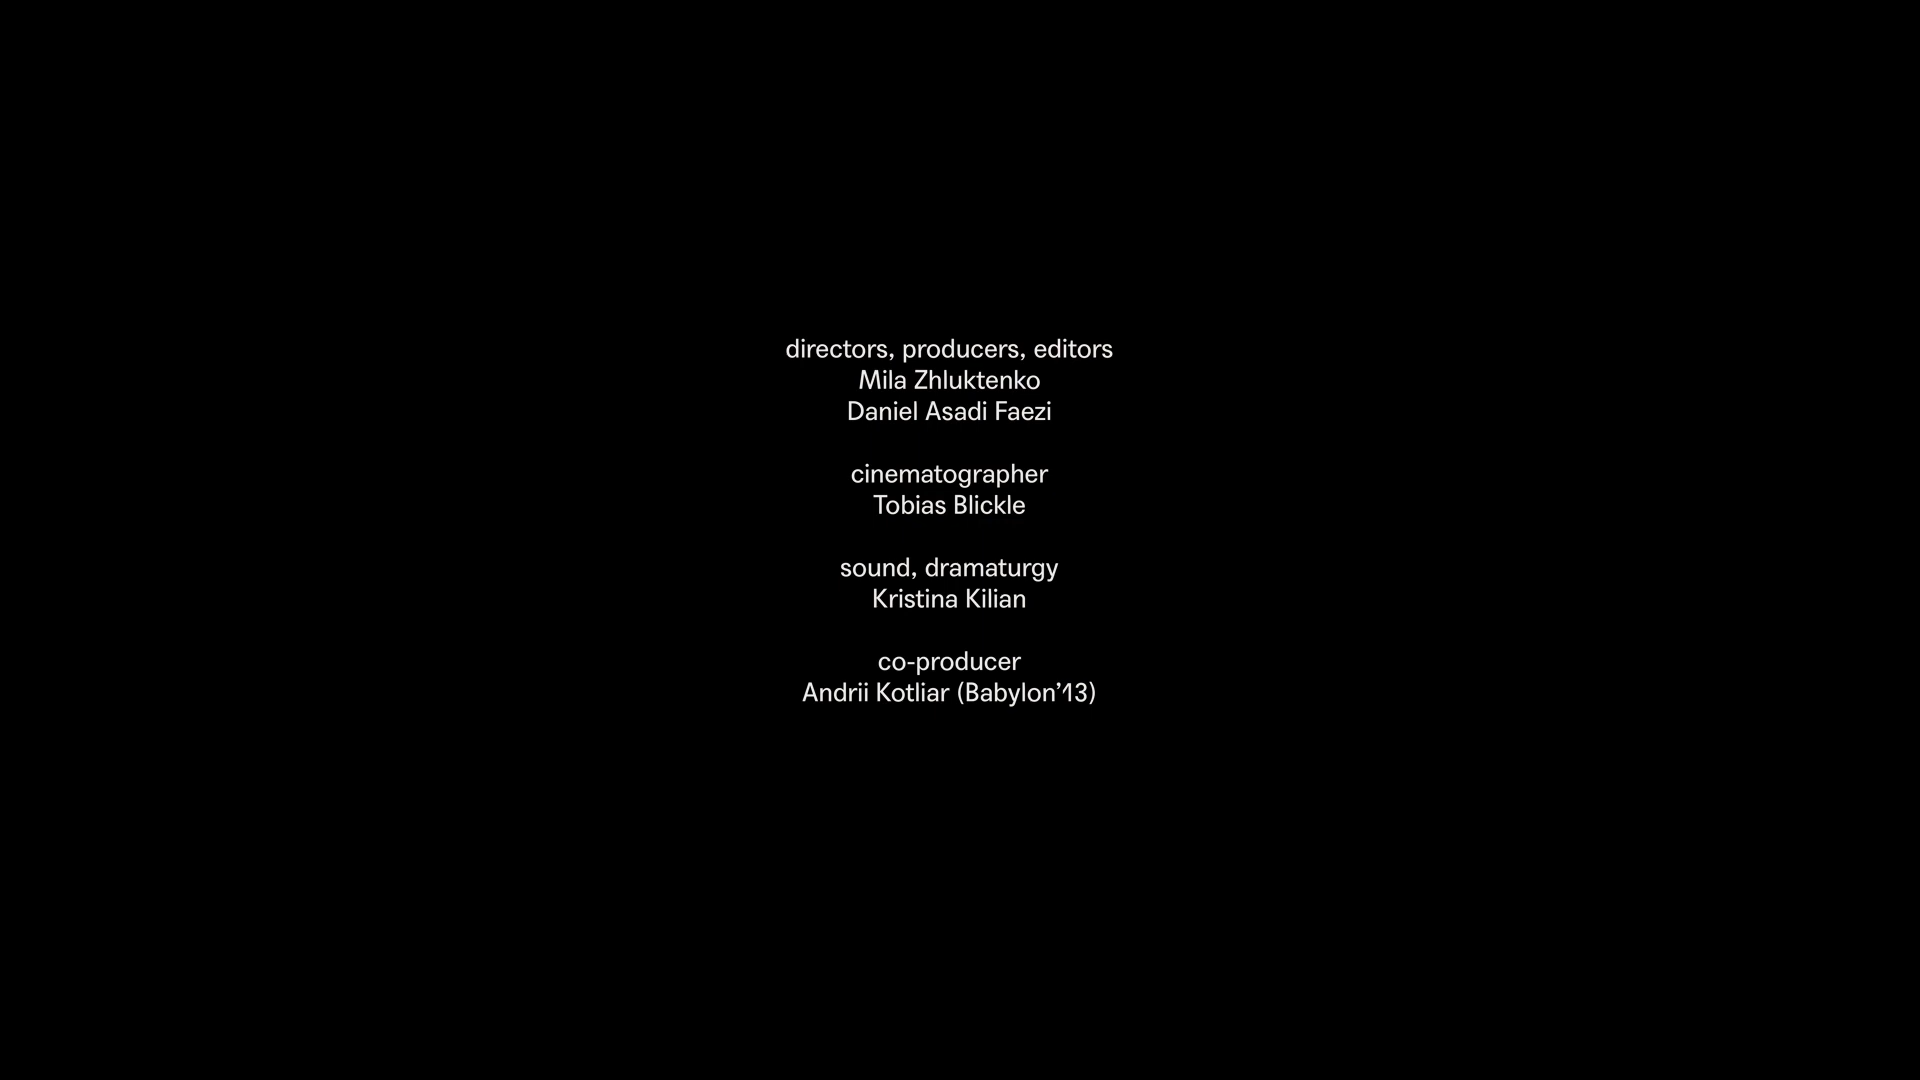 directors, producers, editors
Mila Zhluktenko
Daniel Asadi Faezi
cinematographer
Tobias Blickle
sound, dramaturgy
Kristina Kilian
co-producer
Andrii Kotliar (Babylon’13)